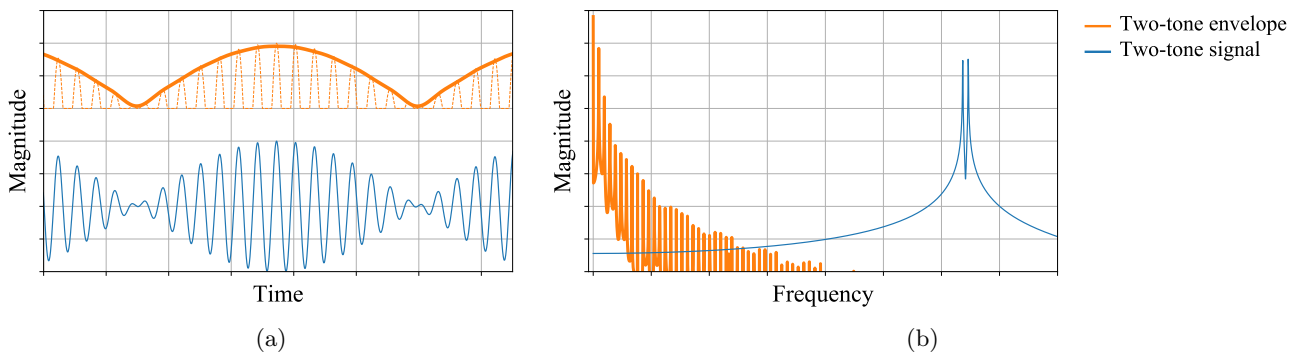 Magnitude
Time
(a)
Magnitude
Frequency
(b)
Two-tone envelope
Two-tone signal